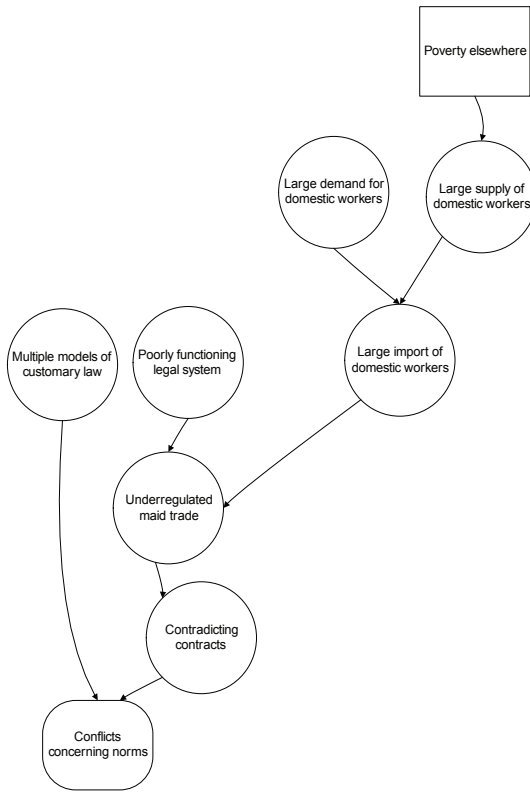 Poverty elsewhere
Large demand for
domestic workers
Large supply of
domestic workers
Multiple models of
customary law
Poorly functioning
legal system
Large import of
domestic workers
Underregulated
maid trade
Contradicting
contracts
Conflicts
concerning norms